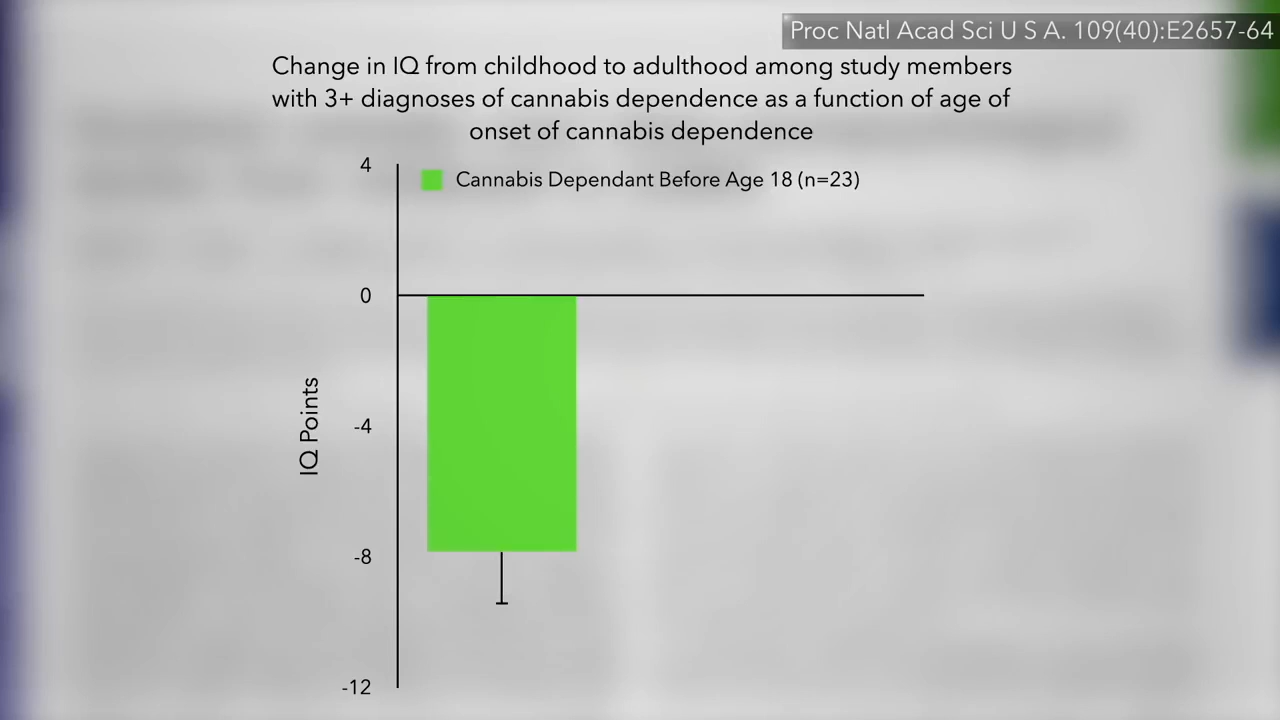 Proc Natl Acad Sci U S A. 109(40):E2657-64
Change in IQ from childhood to adulthood among study members
with 3+ diagnoses of cannabis dependence as a function of age of
onset of cannabis dependence
4
Cannabis Dependant Before Age 18 (n=23)
0
IQ Points
-4
-8
-12